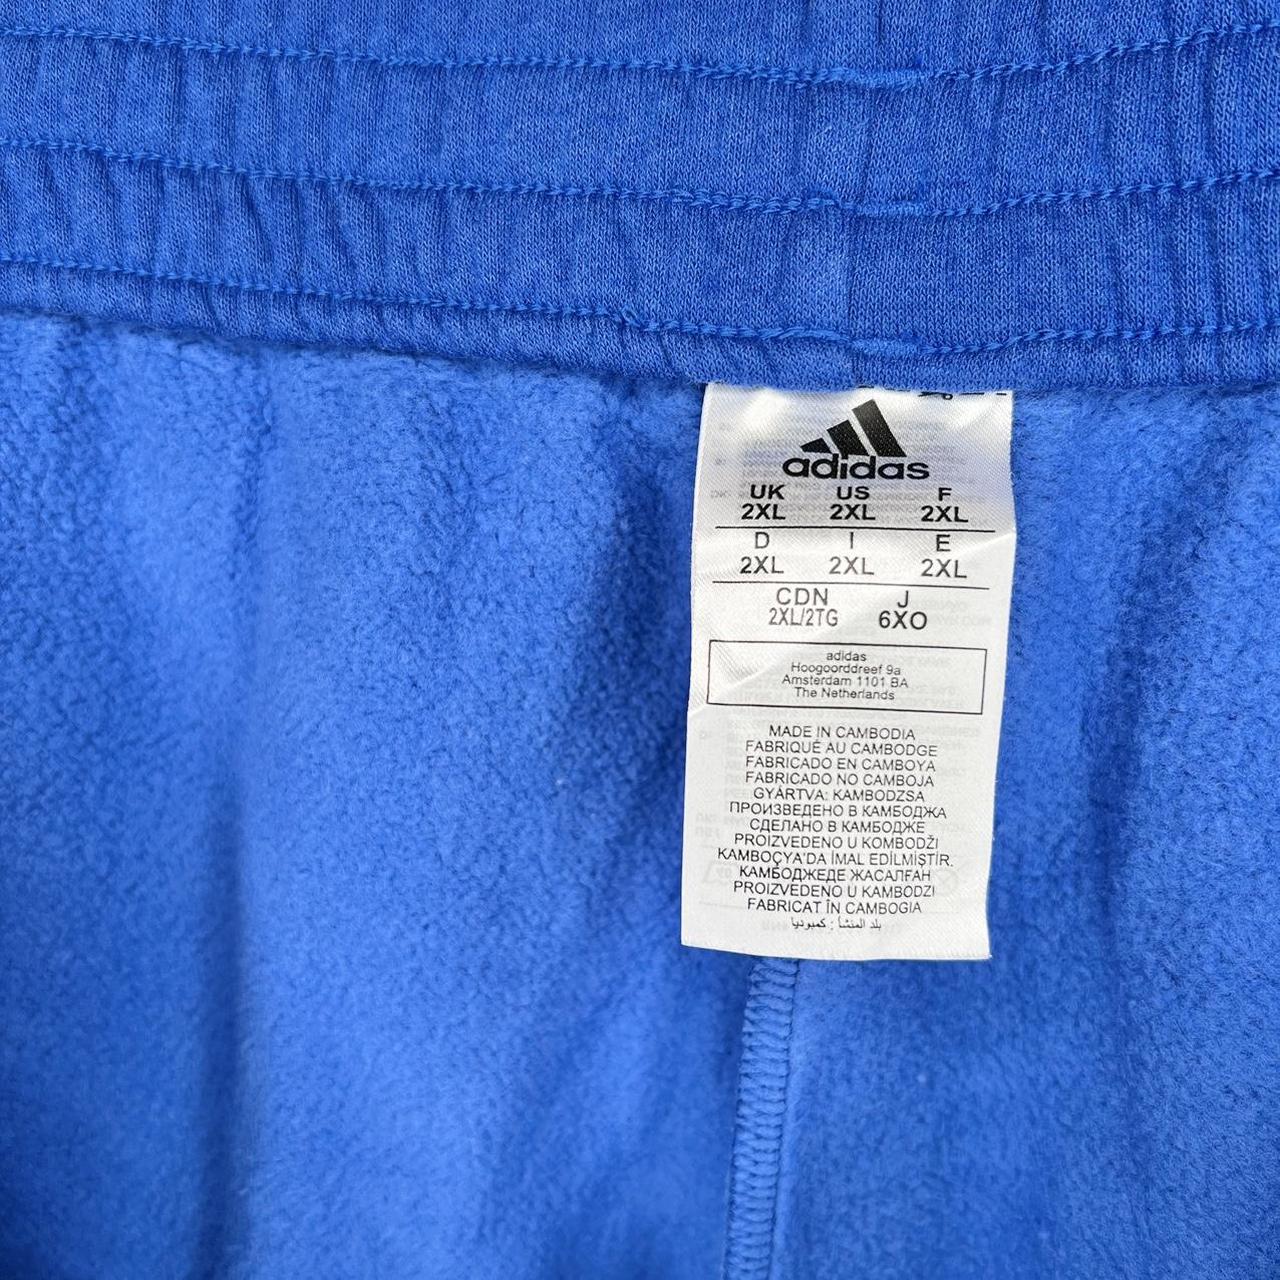 adidas
UK US F
2XL 2XL 2XL
D I E
2XL 2XL 2XL
CDN J
2XL/2TG 6XO
adidas
Hoogoorddreef 9a
Amsterdam 1101 BA
The Netherlands
MADE IN CAMBODIA
FABRIQUÉ AU CAMBODGE
FABRICADO EN CAMBOYA
FABRICADO NO CAMBOJA
GYÁRTVA: KAMBODZSA
ПРОИЗВЕДЕНО В КАМБОДЖА
СДЕЛАНО В КАМБОДЖЕ
PROIZVEDENO U KOMBODŽI
KAMBOÇYA'DA İMAL EDİLMİŞTİR.
КАМБОДЖЕДЕ ЖАСАЛҒАН
PROIZVEDENO U KAMBODZI
FABRICAT ÎN CAMBOGIA
بلد المنشأ : كمبوديا